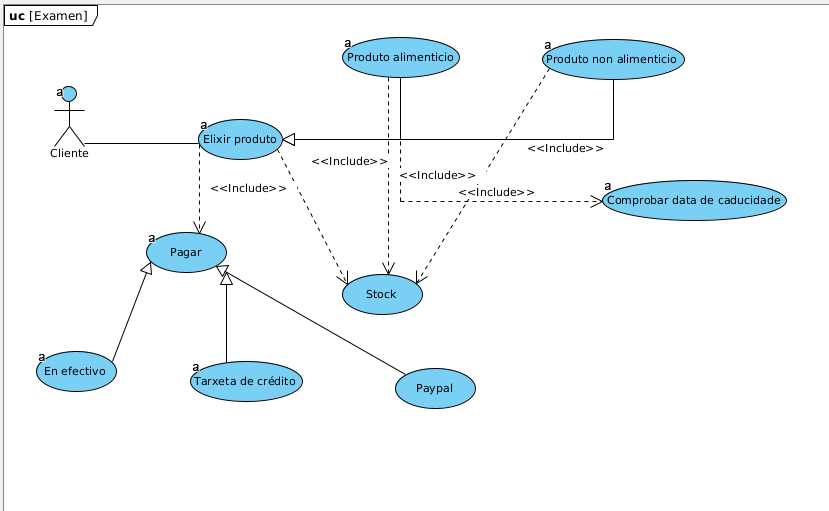 uc [Examen]
a
Produto alimenticio
a
Produto non alimenticio
a
Cliente
a
Elixir produto
<<Include>>
<<Include>>
<<Include>>
<<Include>>
<<Include>>
a
Comprobar data de caducidade
a
Pagar
Stock
a
En efectivo
a
Tarxeta de crédito
Paypal